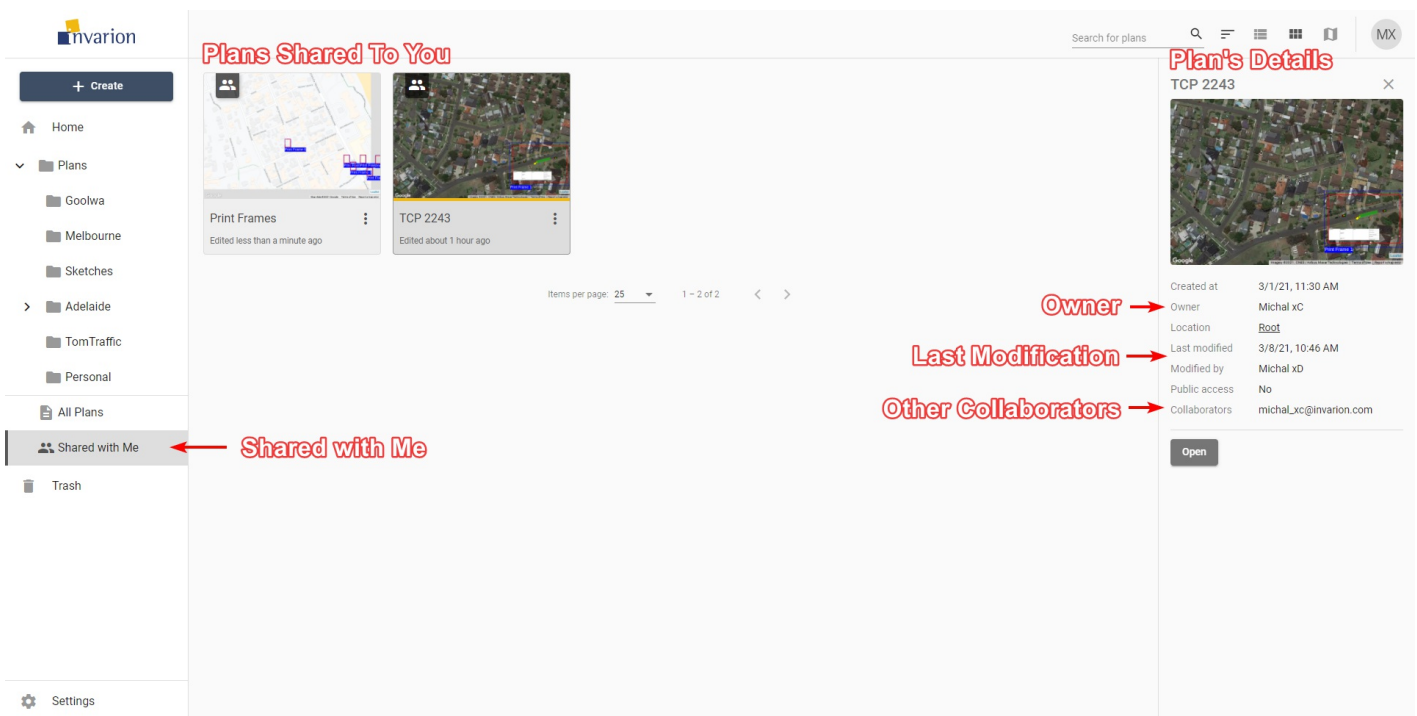 Invarion
Search for plans
MX
Plans Shared To You
Plan's Details
TCP 2243
+ Create
Home
Plans
Goolwa
Melbourne
Sketches
Adelaide
TomTraffic
Personal
All Plans
Shared with Me
Trash
Settings
Print Frames
Edited less than a minute ago
TCP 2243
Edited about 1 hour ago
Items per page: 25
1 – 2 of 2
Shared with Me
Google
Print Frame 1
Created at 3/1/21, 11:30 AM
Owner
Owner Michal xC
Location Root
Last Modification
Last modified 3/8/21, 10:46 AM
Modified by Michal xD
Public access No
Other Collaborators
Collaborators michal_xc@invarion.com
Open